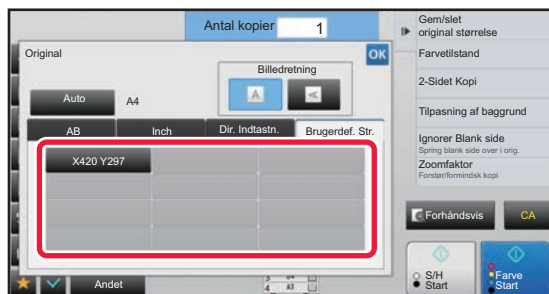 Antal kopier 1
Original
OK
Billedretning
Auto A4
A A
AB Inch Dir. Indtastn. Brugerdef. Str.
X420 Y297
Andet
Gem/slet
original størrelse
Farvetilstand
2-Sidet Kopi
Tilpasning af baggrund
Ignorer Blank side
Spring blank side over i orig.
Zoomfaktor
Forstør/formindsk kopi
Forhåndsvis CA
S/H
Start
Farve
Start
4 A3